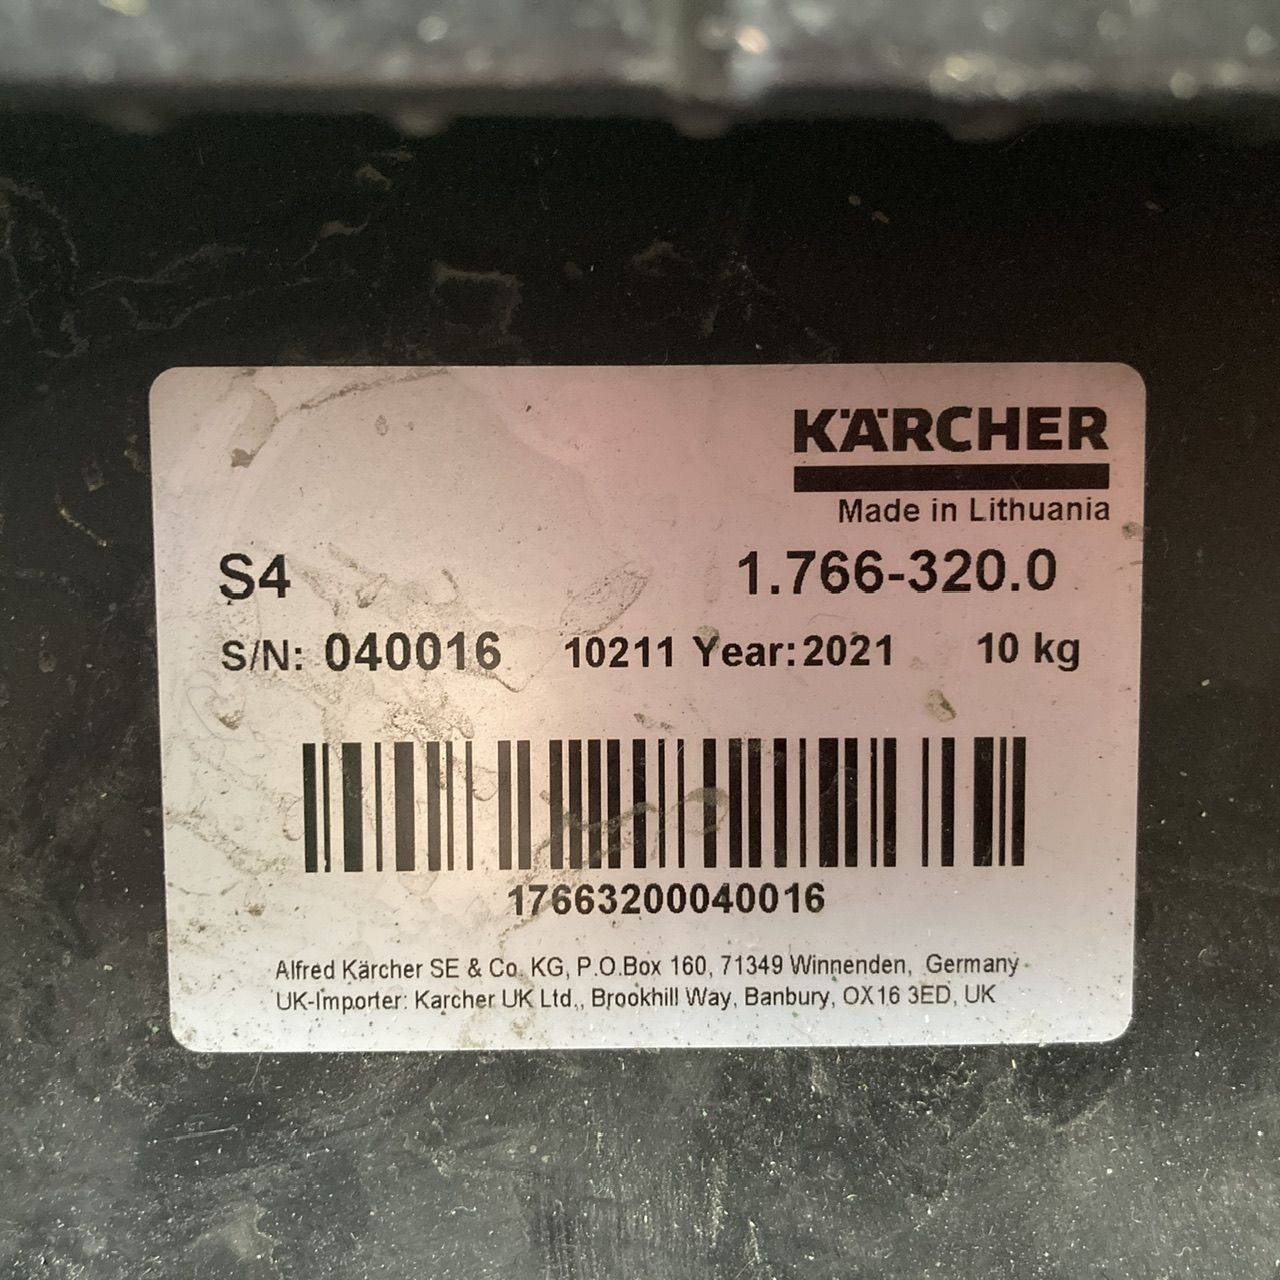 KÄRCHER
Made in Lithuania
S4 1.766-320.0
S/N: 040016 10211 Year: 2021 10 kg
17663200040016
Alfred Kärcher SE & Co. KG, P.O.Box 160, 71349 Winnenden, Germany
UK-Importer: Karcher UK Ltd., Brookhill Way, Banbury, OX16 3ED, UK